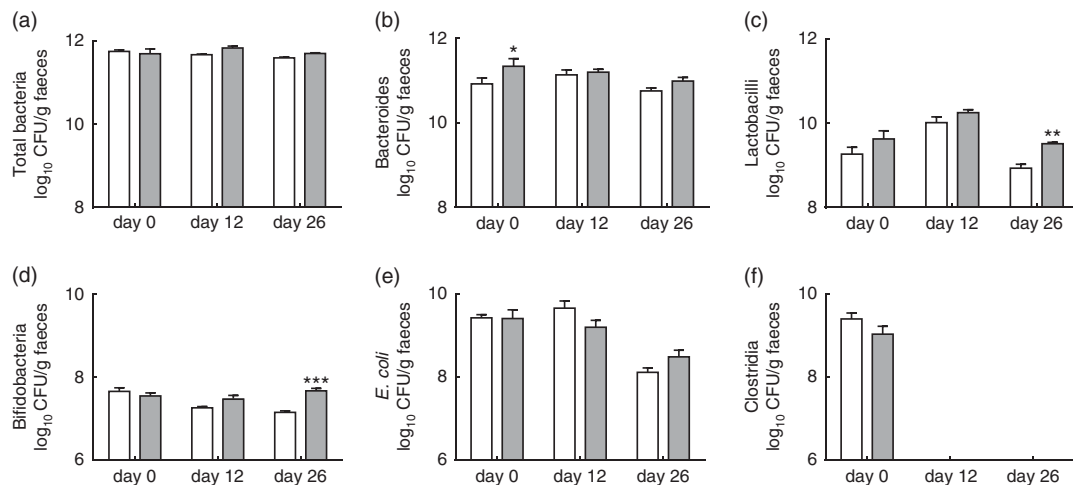 (a)
Total bacteria
log10 CFU/g faeces
12
10
8
day 0 day 12 day 26
(b)
Bacteroides
log10 CFU/g faeces
12
10
8
*
day 0 day 12 day 26
(c)
Lactobacilli
log10 CFU/g faeces
12
10
8
**
day 0 day 12 day 26
(d)
Bifidobacteria
log10 CFU/g faeces
10
8
6
***
day 0 day 12 day 26
(e)
E. coli
log10 CFU/g faeces
10
8
6
day 0 day 12 day 26
(f)
Clostridia
log10 CFU/g faeces
10
8
6
day 0 day 12 day 26